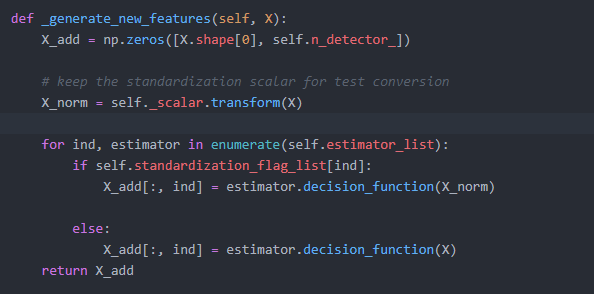 def _generate_new_features(self, X):
    X_add = np.zeros([X.shape[0], self.n_detector_])
    # keep the standardization scalar for test conversion
    X_norm = self._scalar.transform(X)
    for ind, estimator in enumerate(self.estimator_list):
        if self.standardization_flag_list[ind]:
            X_add[:, ind] = estimator.decision_function(X_norm)
        else:
            X_add[:, ind] = estimator.decision_function(X)
    return X_add